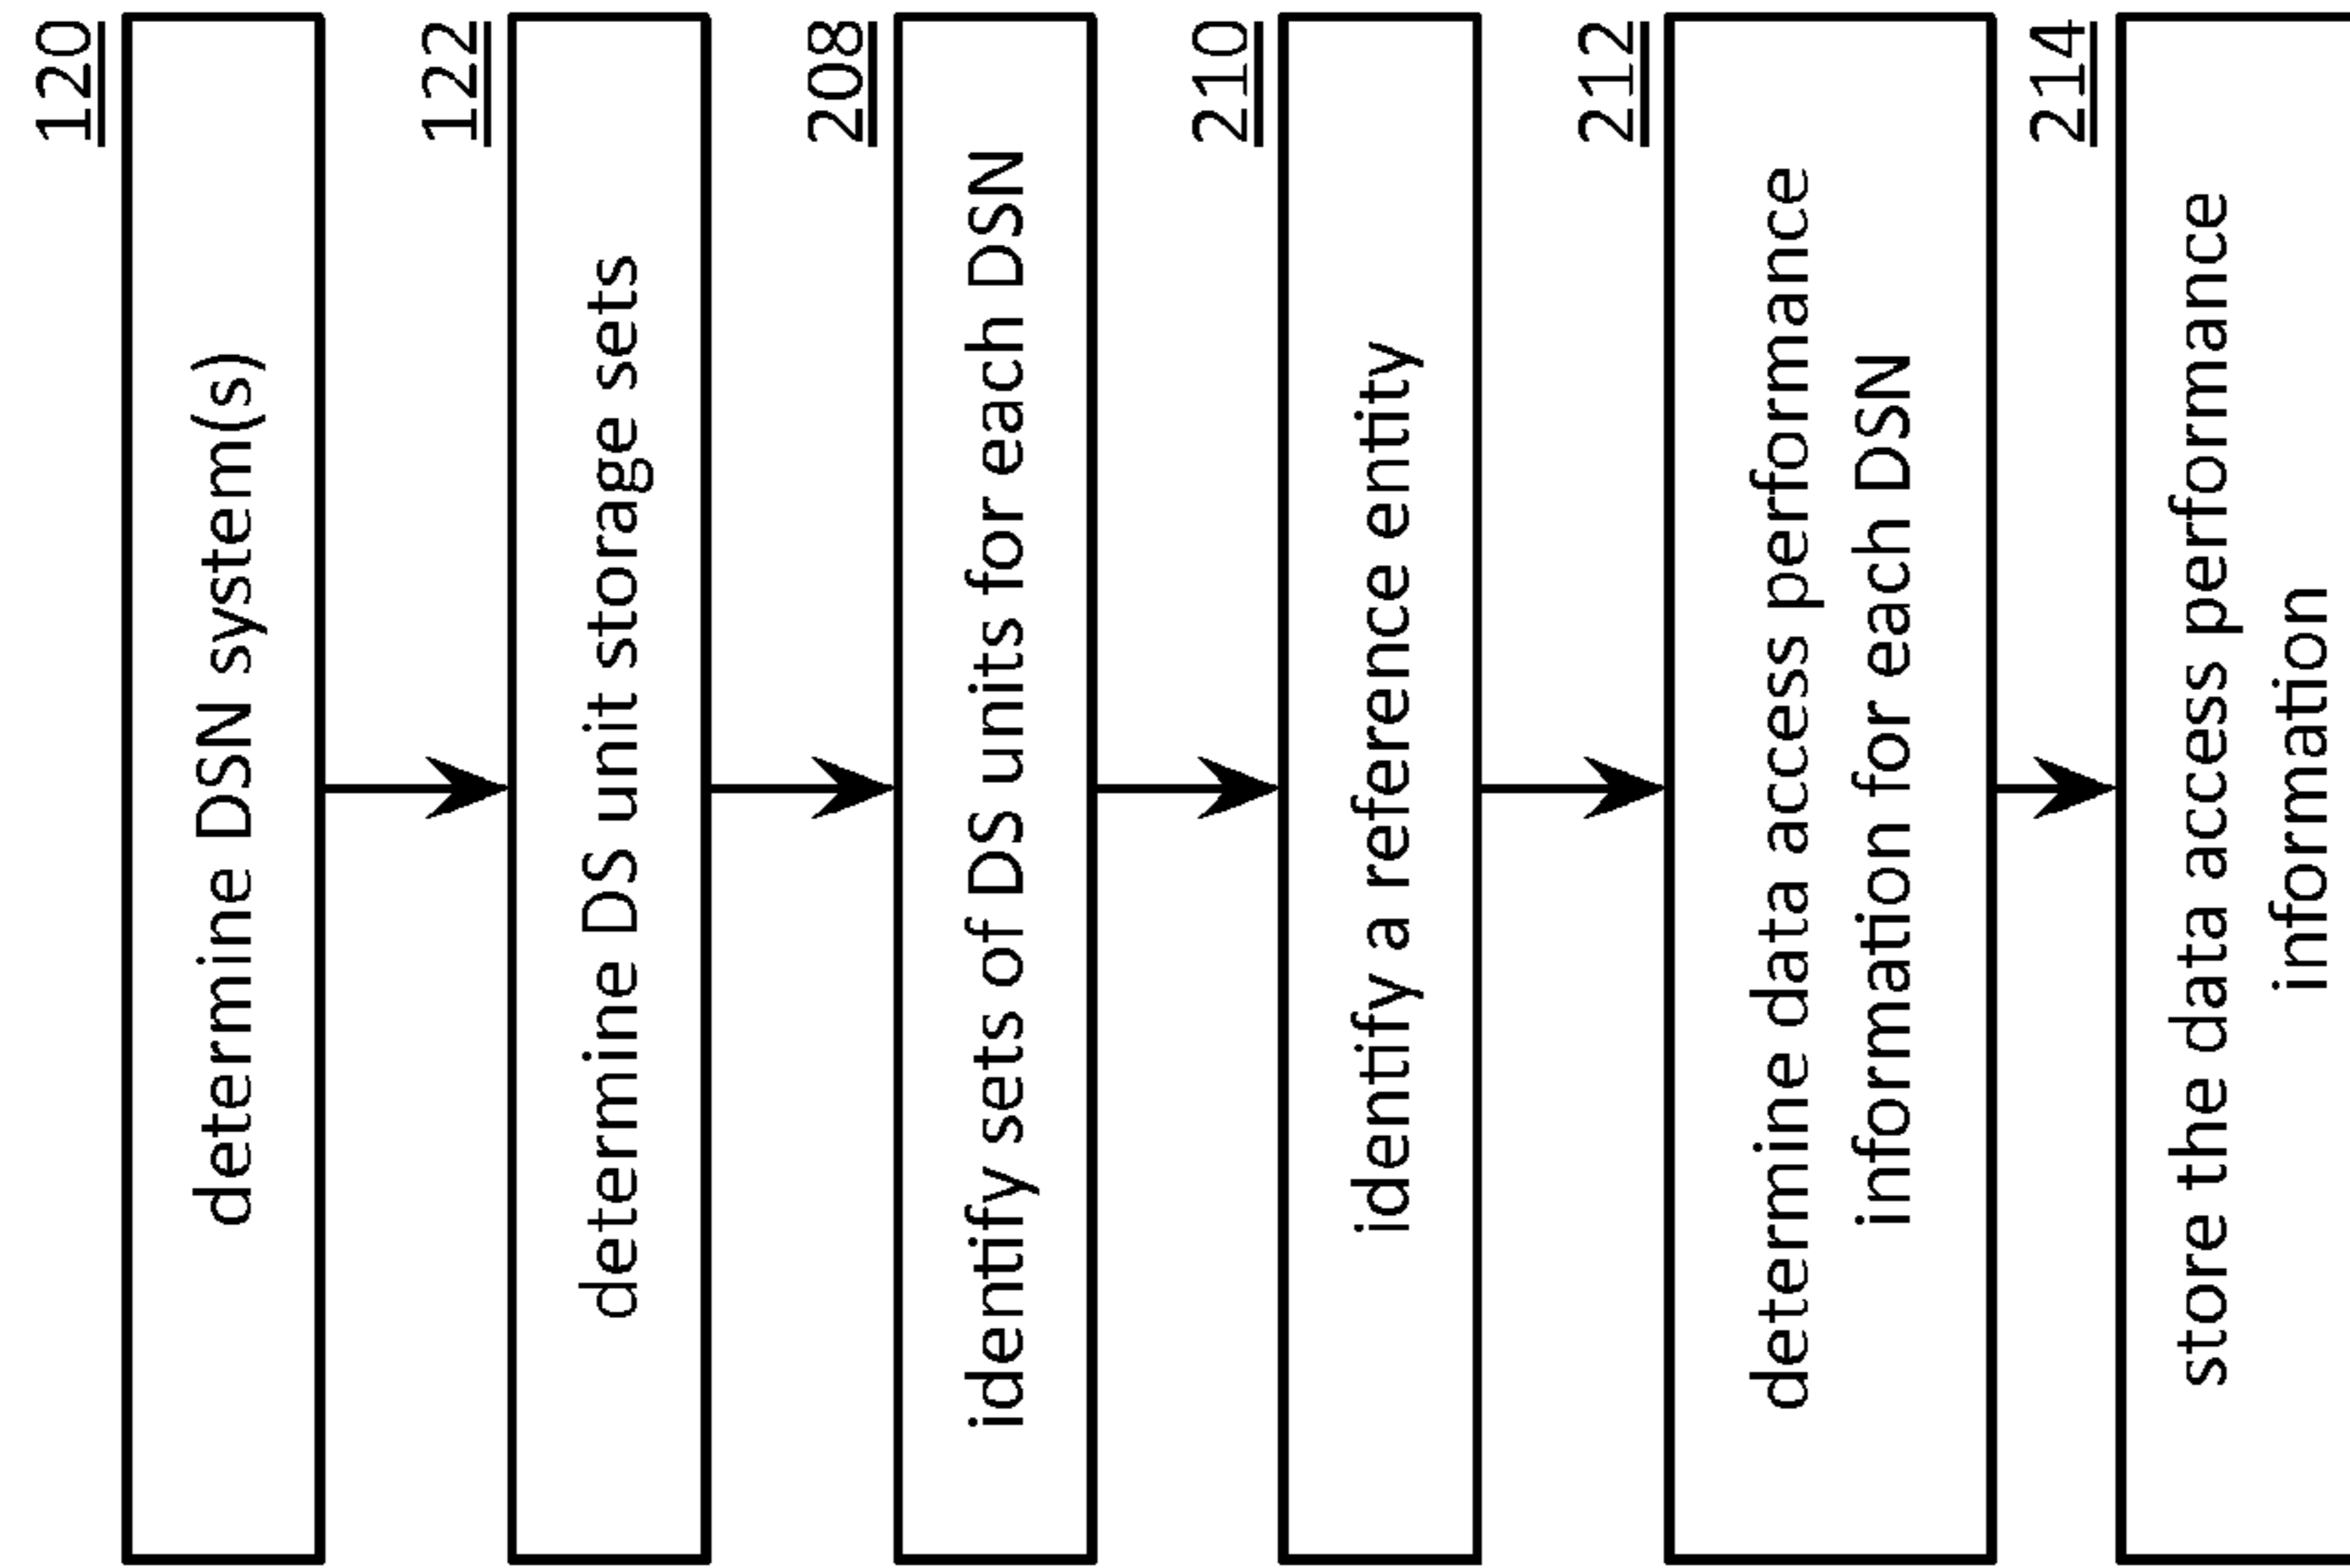 120
determine DSN system(s)
122
determine DS unit storage sets
208
identify sets of DS units for each DSN
210
identify a reference entity
212
determine data access performance
information for each DSN
214
store the data access performance
information